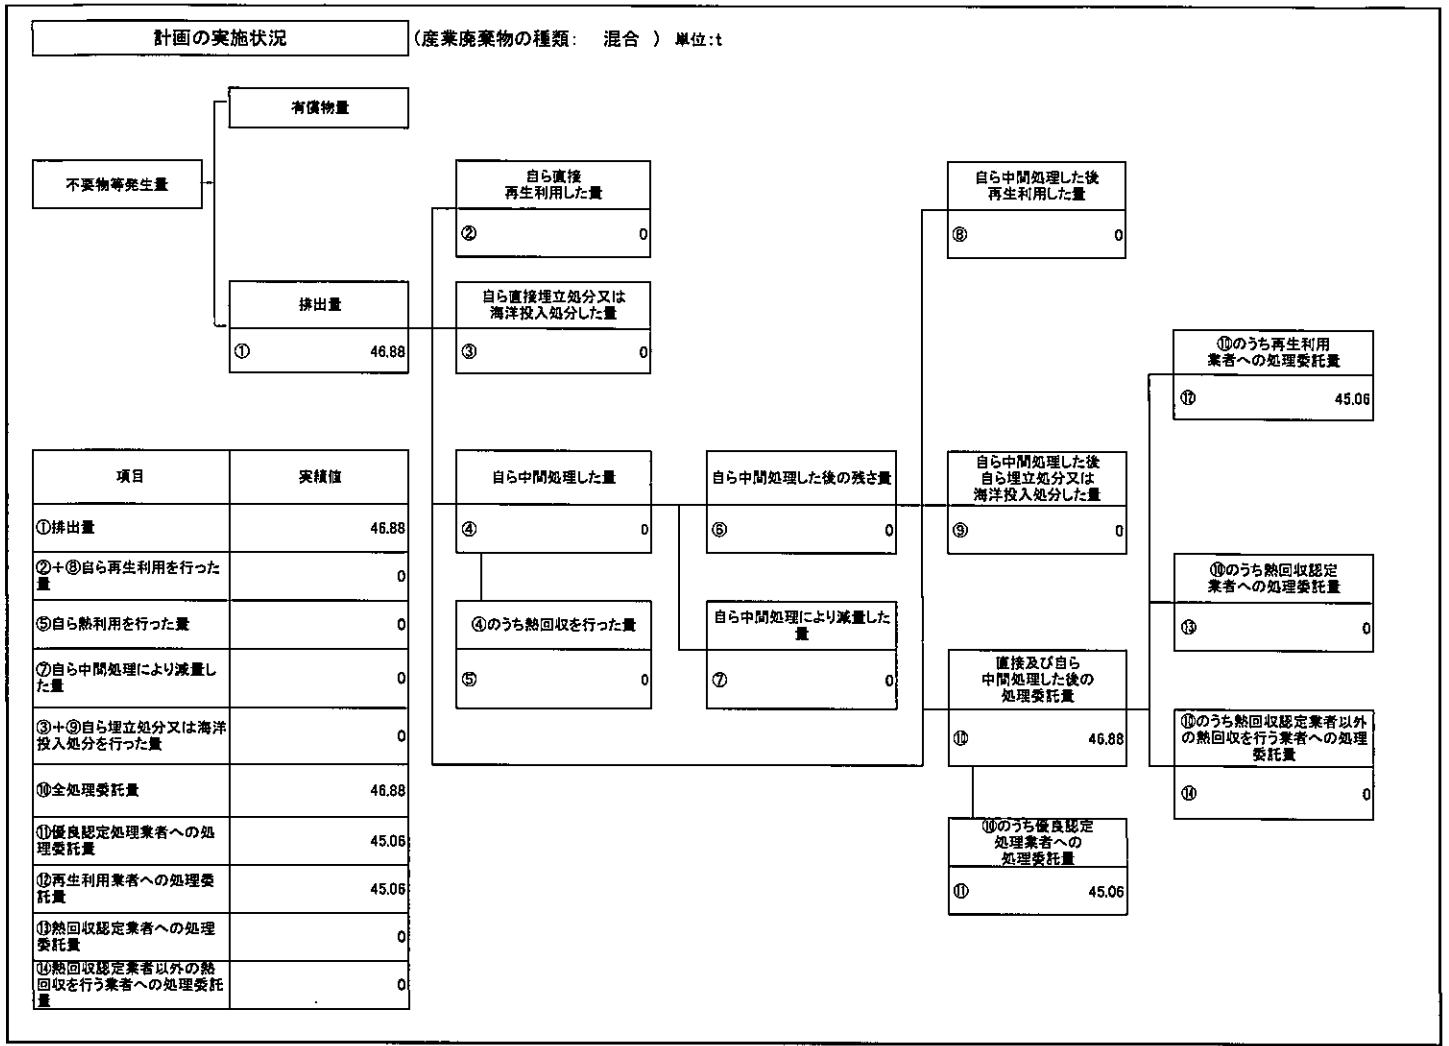 計画の実施状況
(産業廃棄物の種類: 混合 ) 単位:t
有償物量
不要物等発生量
排出量
① 46.88
自ら直接
再生利用した量
② 0
自ら直接埋立処分又は
海洋投入処分した量
③ 0
自ら中間処理した後
再生利用した量
⑧ 0
⑩のうち再生利用
業者への処理委託量
⑫ 45.06
自ら中間処理した量
④ 0
自ら中間処理した後の残さ量
⑥ 0
自ら中間処理した後
自ら埋立処分又は
海洋投入処分した量
⑨ 0
⑩のうち熱回収認定
業者への処理委託量
⑬ 0
④のうち熱回収を行った量
⑤ 0
自ら中間処理により減量した
量
⑦ 0
直接及び自ら
中間処理した後の
処理委託量
⑩ 46.88
⑩のうち熱回収認定業者以外
の熱回収を行う業者への処理
委託量
⑭ 0
⑩のうち優良認定
処理業者への
処理委託量
⑪ 45.06
項目 実績値
①排出量 46.88
②+⑧自ら再生利用を行った
量 0
⑤自ら熱利用を行った量 0
⑦自ら中間処理により減量し
た量 0
③+⑨自ら埋立処分又は海洋
投入処分を行った量 0
⑩全処理委託量 46.88
⑪優良認定処理業者への処
理委託量 45.06
⑫再生利用業者への処理委
託量 45.06
⑬熱回収認定業者への処理
委託量 0
⑭熱回収認定業者以外の熱
回収を行う業者への処理委託
量 0